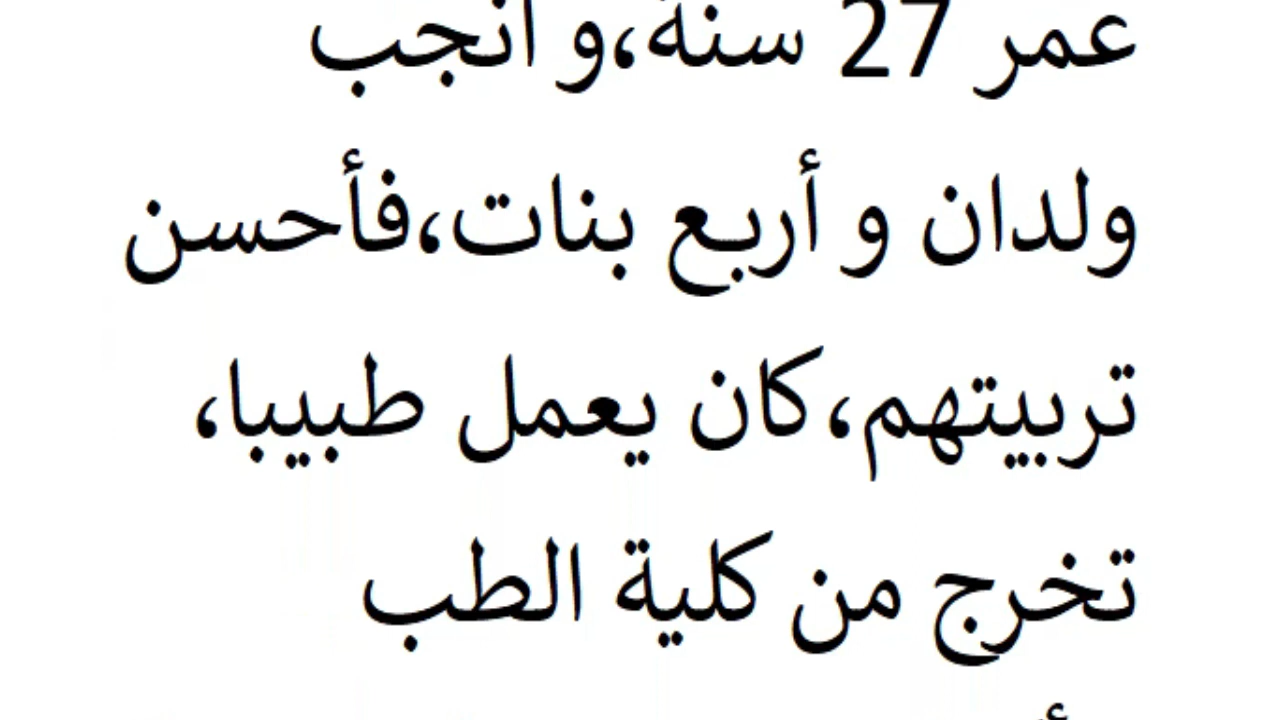 عمر 27 سنة،و أنجب
ولدان و أربع بنات،فأحسن
تربيتهم،كان يعمل طبيبا،
تخرج من كلية الطب